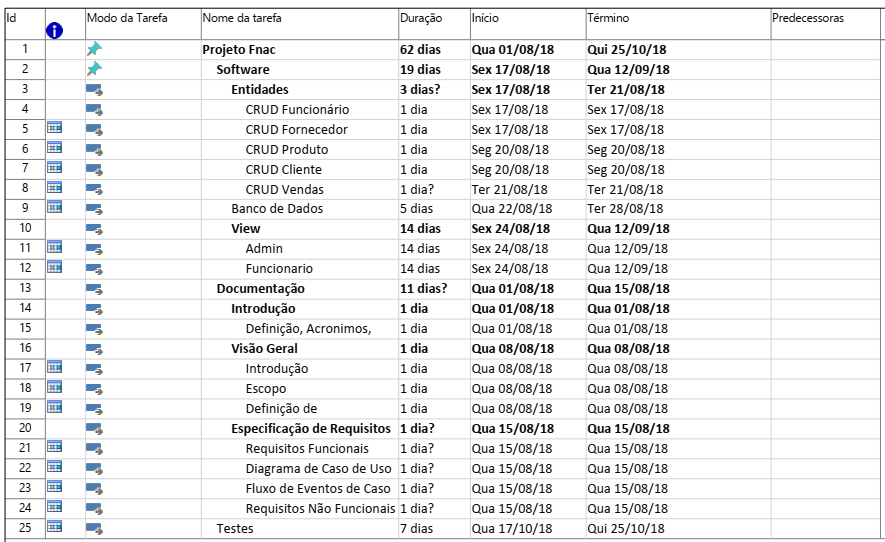 Id Modo da Tarefa Nome da tarefa Duração Início Término Predecessoras
1 Projeto Fnac 62 dias Qua 01/08/18 Qui 25/10/18
2 Software 19 dias Sex 17/08/18 Qua 12/09/18
3 Entidades 3 dias? Sex 17/08/18 Ter 21/08/18
4 CRUD Funcionário 1 dia Sex 17/08/18 Sex 17/08/18
5 CRUD Fornecedor 1 dia Sex 17/08/18 Sex 17/08/18
6 CRUD Produto 1 dia Seg 20/08/18 Seg 20/08/18
7 CRUD Cliente 1 dia Seg 20/08/18 Seg 20/08/18
8 CRUD Vendas 1 dia? Ter 21/08/18 Ter 21/08/18
9 Banco de Dados 5 dias Qua 22/08/18 Ter 28/08/18
10 View 14 dias Sex 24/08/18 Qua 12/09/18
11 Admin 14 dias Sex 24/08/18 Qua 12/09/18
12 Funcionario 14 dias Sex 24/08/18 Qua 12/09/18
13 Documentação 11 dias? Qua 01/08/18 Qua 15/08/18
14 Introdução 1 dia Qua 01/08/18 Qua 01/08/18
15 Definição, Acronimos, 1 dia Qua 01/08/18 Qua 01/08/18
16 Visão Geral 1 dia Qua 08/08/18 Qua 08/08/18
17 Introdução 1 dia Qua 08/08/18 Qua 08/08/18
18 Escopo 1 dia Qua 08/08/18 Qua 08/08/18
19 Definição de 1 dia Qua 08/08/18 Qua 08/08/18
20 Especificação de Requisitos 1 dia? Qua 15/08/18 Qua 15/08/18
21 Requisitos Funcionais 1 dia? Qua 15/08/18 Qua 15/08/18
22 Diagrama de Caso de Uso 1 dia? Qua 15/08/18 Qua 15/08/18
23 Fluxo de Eventos de Caso 1 dia? Qua 15/08/18 Qua 15/08/18
24 Requisitos Não Funcionais 1 dia? Qua 15/08/18 Qua 15/08/18
25 Testes 7 dias Qua 17/10/18 Qui 25/10/18